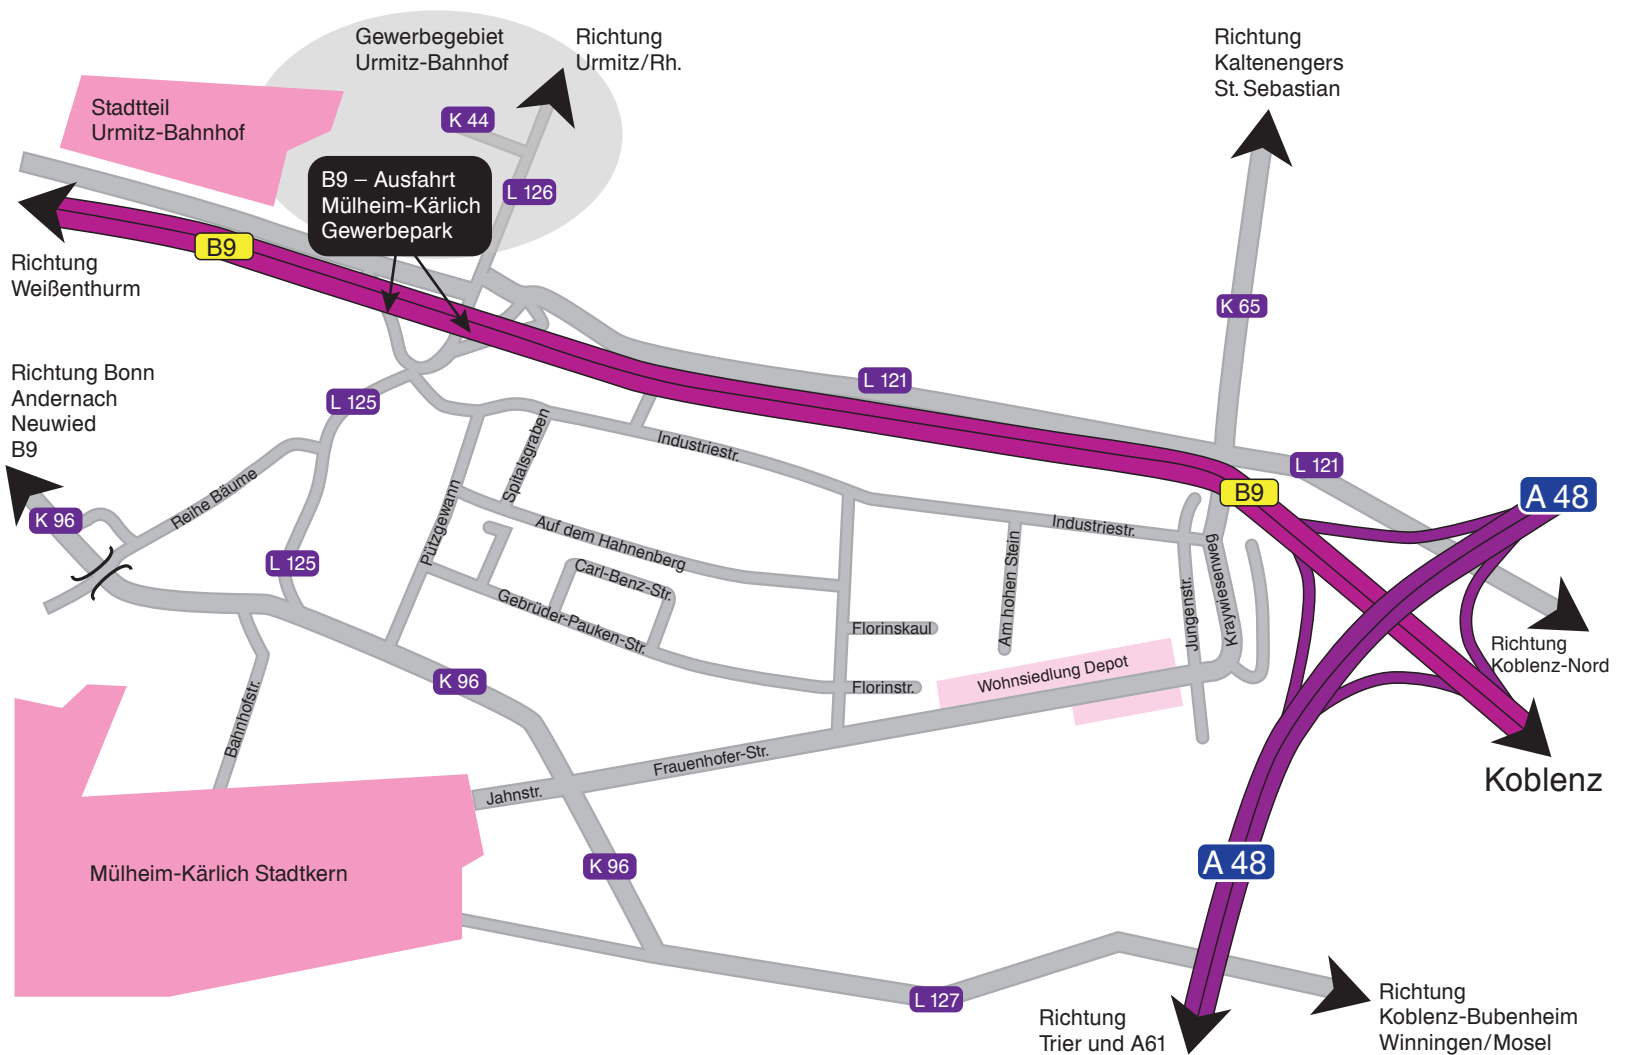 Gewerbegebiet
Urmitz-Bahnhof
Richtung
Urmitz/Rh.
Richtung
Kaltenengers
St. Sebastian
Stadtteil
Urmitz-Bahnhof
K 44
L 126
B9 – Ausfahrt
Mülheim-Kärlich
Gewerbepark
B9
Richtung
Weißenthurm
K 65
Richtung Bonn
Andernach
Neuwied
B9
L 125
L 121
L 121
B9
A 48
K 96
Reihe Bäume
L 125
Pützgewann
Spitalsgraben
Industriestr.
Auf dem Hahnenberg
Carl-Benz-Str.
Gebrüder-Pauken-Str.
Industriestr.
Am hohen Stein
Jungenstr.
Kraywiesenweg
Florinskaul
Florinstr.
Wohnsiedlung Depot
Richtung
Koblenz-Nord
K 96
Bahnhofstr.
Frauenhofer-Str.
Jahnstr.
Koblenz
Mülheim-Kärlich Stadtkern
K 96
A 48
L 127
Richtung
Trier und A61
Richtung
Koblenz-Bubenheim
Winningen/Mosel